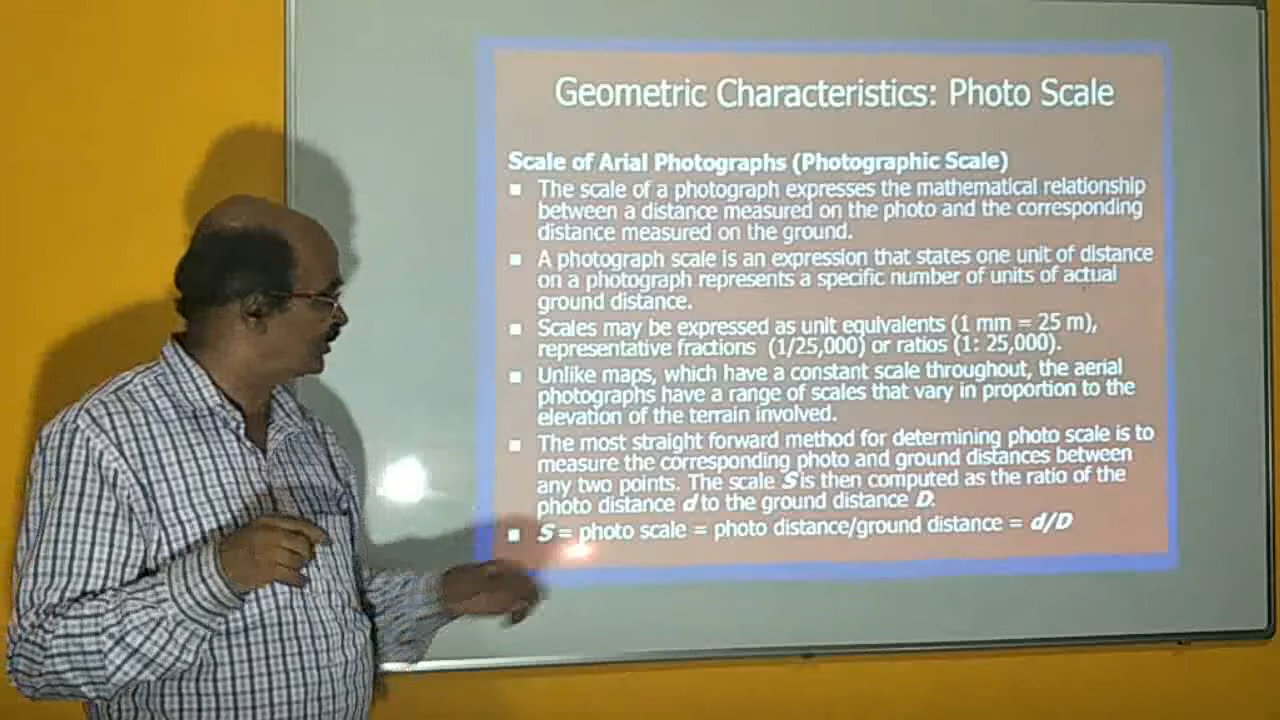 Geometric Characteristics: Photo Scale
Scale of Arial Photographs (Photographic Scale)
▪ The scale of a photograph expresses the mathematical relationship
between a distance measured on the photo and the corresponding
distance measured on the ground.
▪ A photograph scale is an expression that states one unit of distance
on a photograph represents a specific number of units of actual
ground distance.
▪ Scales may be expressed as unit equivalents (1 mm = 25 m),
representative fractions (1/25,000) or ratios (1: 25,000).
▪ Unlike maps, which have a constant scale throughout, the aerial
photographs have a range of scales that vary in proportion to the
elevation of the terrain involved.
▪ The most straight forward method for determining photo scale is to
measure the corresponding photo and ground distances between
any two points. The scale S is then computed as the ratio of the
photo distance d to the ground distance D.
▪ S = photo scale = photo distance/ground distance = d/D